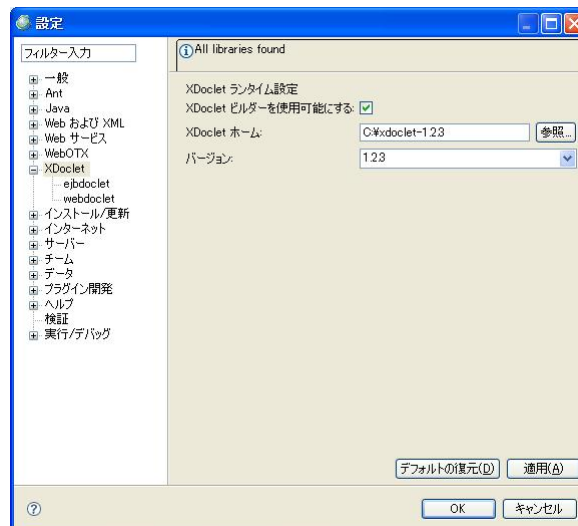 設定
フィルター入力
一般
Ant
Java
Web および XML
Web サービス
WebOTX
XDoclet
ejbdoclet
webdoclet
インストール/更新
インターネット
サーバー
チーム
データ
プラグイン開発
ヘルプ
検証
実行/デバッグ
All libraries found
XDoclet ランタイム設定
XDoclet ビルダーを使用可能にする:
XDoclet ホーム: C:¥xdoclet-1.2.3 参照...
バージョン: 1.2.3
デフォルトの復元(D) 適用(A)
OK キャンセル